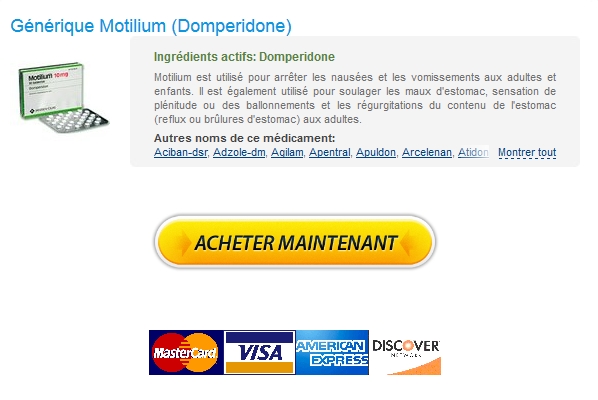 Générique Motilium (Domperidone)
Ingrédients actifs: Domperidone
Motilium est utilisé pour arrêter les nausées et les vomissements aux adultes et
enfants. Il est également utilisé pour soulager les maux d'estomac, sensation de
plénitude ou des ballonnements et les régurgitations du contenu de l'estomac
(reflux ou brûlures d'estomac) aux adultes.
Autres noms de ce médicament:
Aciban-dsr, Adzole-dm, Agilam, Apentral, Apuldon, Arcelenan, Atidon Montrer tout
Motilium 10mg
ACHETER MAINTENANT
MasterCard VISA AMERICAN EXPRESS DISCOVER NETWORK